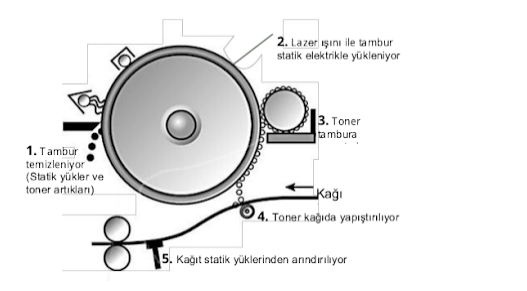 2. Lazer ışını ile tambur
statik elektrikle yükleniyor
3. Toner
tambura
1. Tambur
temizleniyor
(Statik yükler ve
toner artıkları)
Kağı
4. Toner kağıda yapıştırılıyor
5. Kağıt statik yüklerinden arındırılıyor